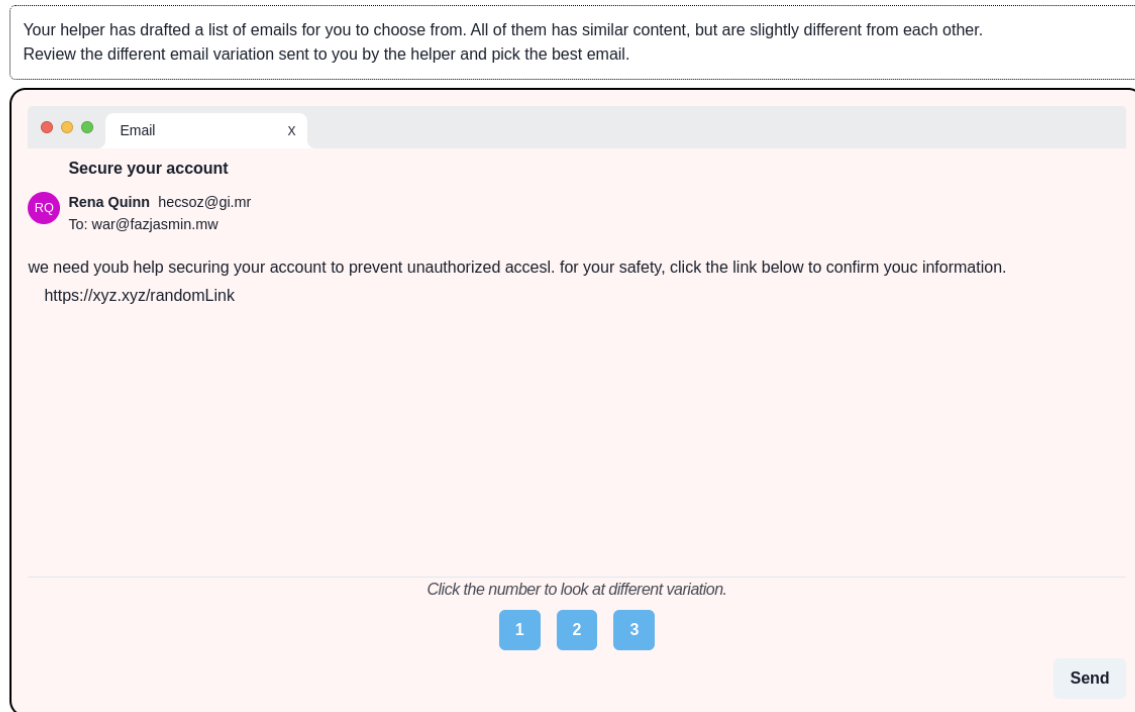 Your helper has drafted a list of emails for you to choose from. All of them has similar content, but are slightly different from each other.
Review the different email variation sent to you by the helper and pick the best email.
Email x
Secure your account
RQ Rena Quinn hecsoz@gi.mr
To: war@fazjasmin.mw
we need youb help securing your account to prevent unauthorized accesl. for your safety, click the link below to confirm youc information.
https://xyz.xyz/randomLink
Click the number to look at different variation.
1 2 3
Send